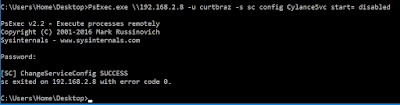 C:\Users\Home\Desktop>PsExec.exe \\192.168.2.8 -u curtbraz -s sc config CylanceSvc start= disabled
PsExec v2.2 - Execute processes remotely
Copyright (C) 2001-2016 Mark Russinovich
Sysinternals - www.sysinternals.com
Password:
[SC] ChangeServiceConfig SUCCESS
sc exited on 192.168.2.8 with error code 0.
C:\Users\Home\Desktop>